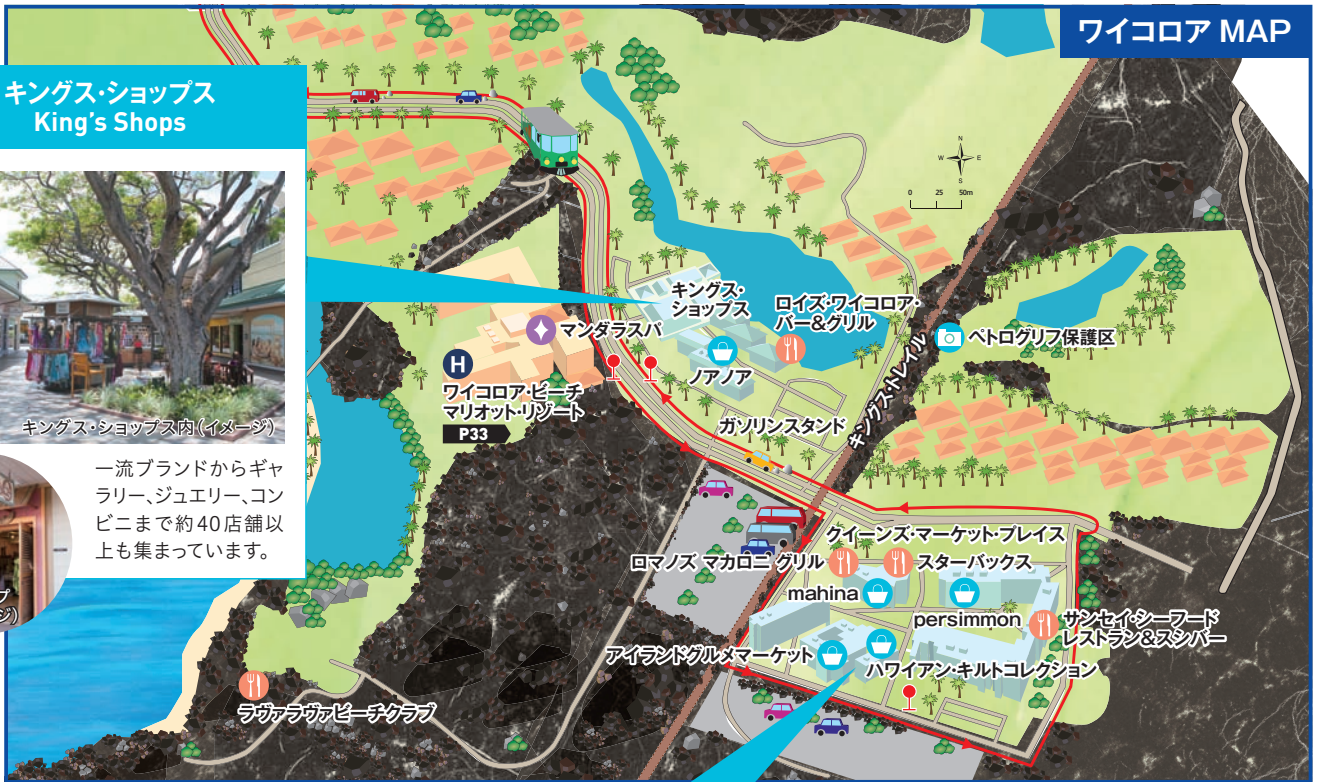 ワイコロア MAP
キングス・ショップス
King's Shops
キングス・ショップス内(イメージ)
一流ブランドからギャ
ラリー、ジュエリー、コン
ビニまで約40店舗以
上も集まっています。
プ
ジ)
N
W
E
S
0 25 50m
キングス・
ショップス
ロイズ・ワイコロア・
バー&グリル
マンダラスパ
ペトログリフ保護区
H
ワイコロア・ビーチ
マリオット・リゾート
P33
ノアノア
ガソリンスタンド
キングス・トレイル
クイーンズ・マーケット・プレイス
ロマノズ マカロニ グリル
スターバックス
mahina
persimmon
サンセイ・シーフード
レストラン&スシバー
アイランドグルメマーケット
ハワイアン・キルトコレクション
ラヴァラヴァビーチクラブ